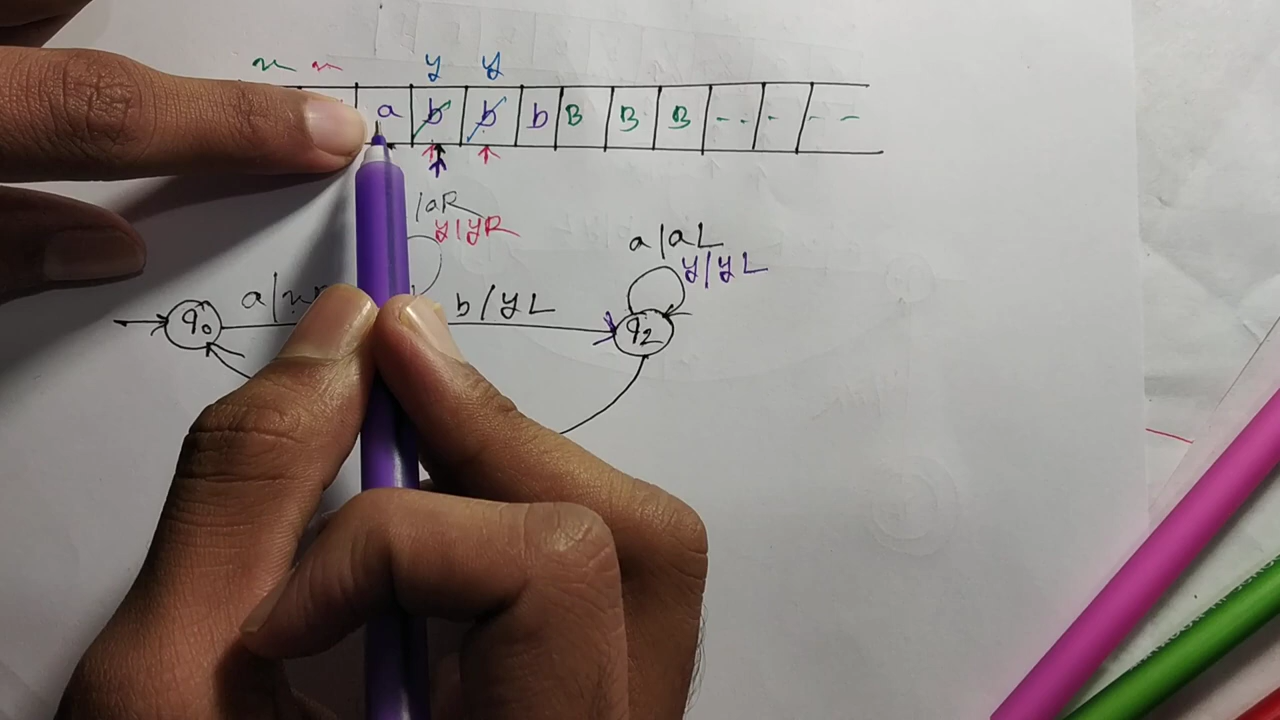 x x y y
a b b b B B B - - - - -
|aR
y|yR
a|aL
y|yL
q0 a|x b/yL q2